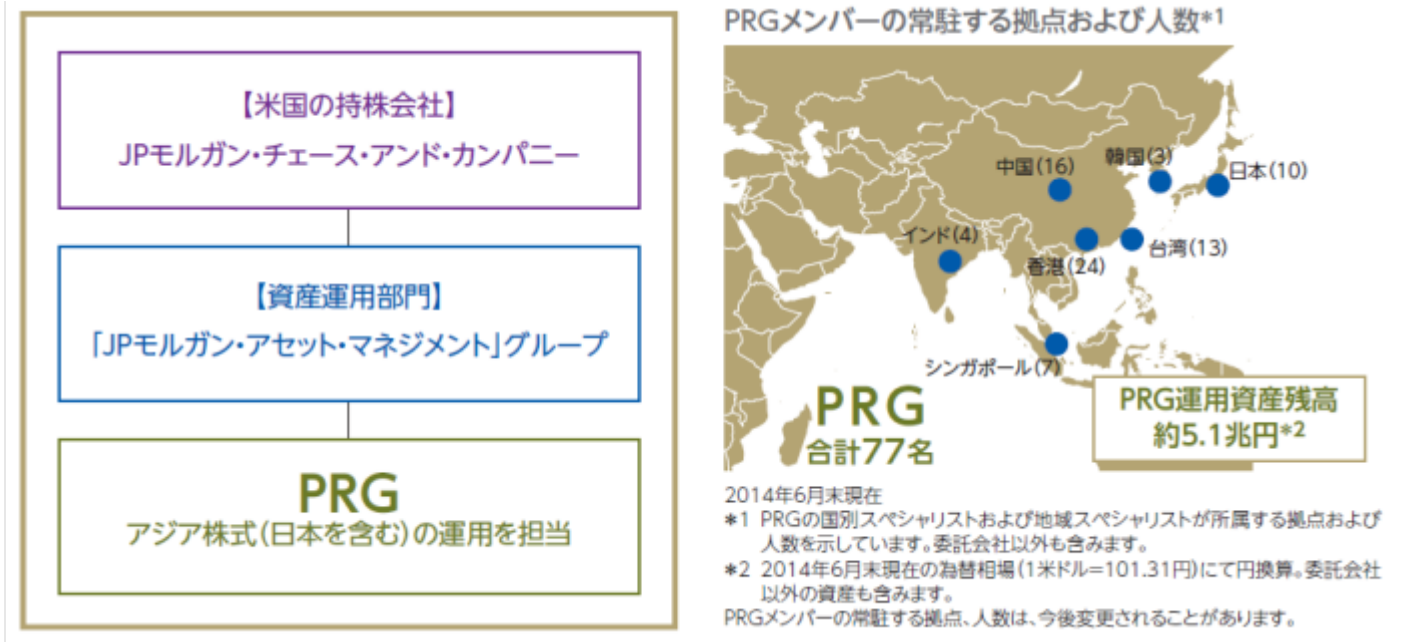 【米国の持株会社】
JPモルガン・チェース・アンド・カンパニー
【資産運用部門】
「JPモルガン・アセット・マネジメント」グループ
PRG
アジア株式(日本を含む)の運用を担当
PRGメンバーの常駐する拠点および人数*1
中国(16)
韓国(3)
日本(10)
インド(4)
香港(24)
台湾(13)
シンガポール(7)
PRG
合計77名
PRG運用資産残高
約5.1兆円*2
2014年6月末現在
*1 PRGの国別スペシャリストおよび地域スペシャリストが所属する拠点および
人数を示しています。委託会社以外も含みます。
*2 2014年6月末現在の為替相場(1米ドル=101.31円)にて円換算。委託会社
以外の資産も含みます。
PRGメンバーの常駐する拠点、人数は、今後変更されることがあります。